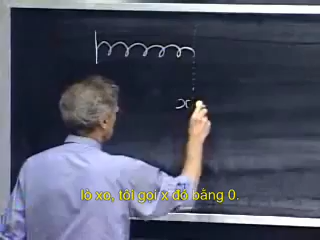 x
lò xo, tôi gọi x đó bằng 0.